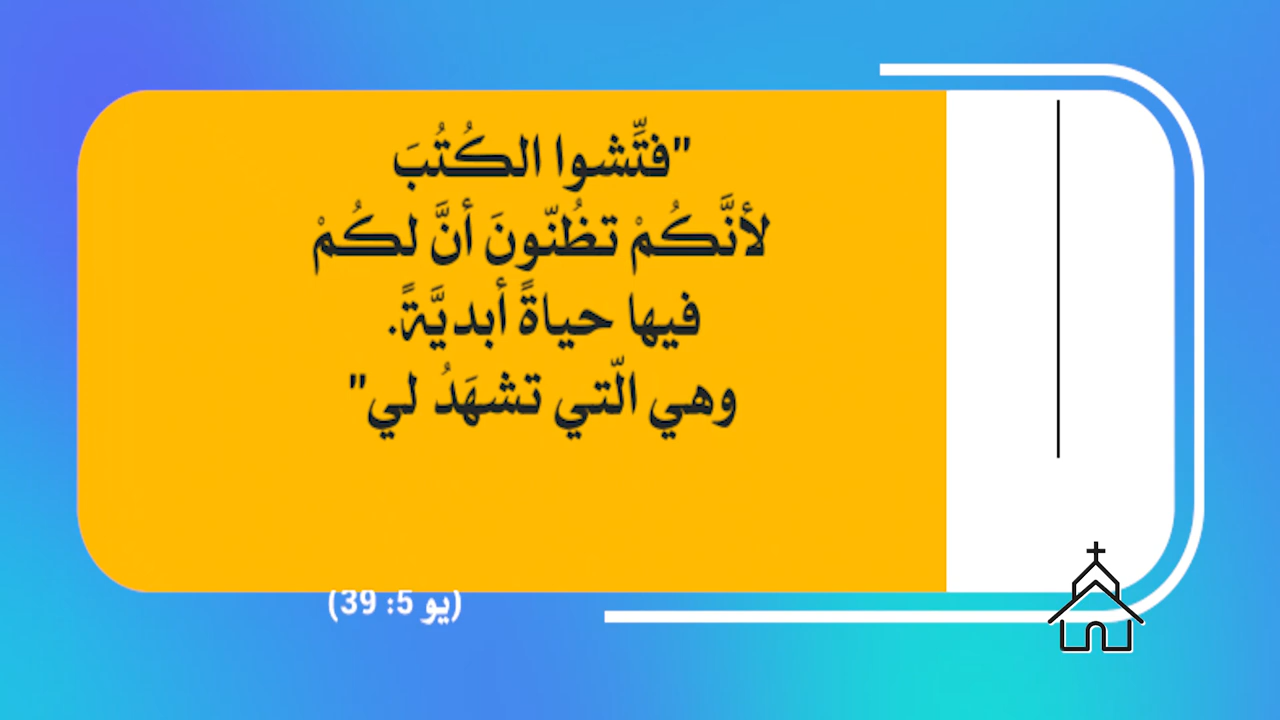 "فتِّشوا الكُتُبَ
لأنَّكُمْ تظُنّونَ أنَّ لكُمْ
فيها حياةً أبديَّةً.
وهي الّتي تشهَدُ لي"
(يو 5: 39)